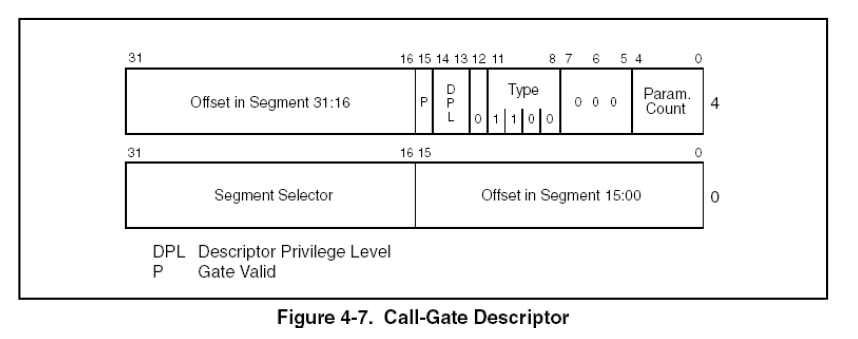 31 16 15 14 13 12 11 8 7 6 5 4 0
Offset in Segment 31:16 P DPL 0 Type 1 1 0 0 0 0 0 Param. Count 4
31 16 15 0
Segment Selector Offset in Segment 15:00 0
DPL Descriptor Privilege Level
P Gate Valid
Figure 4-7. Call-Gate Descriptor